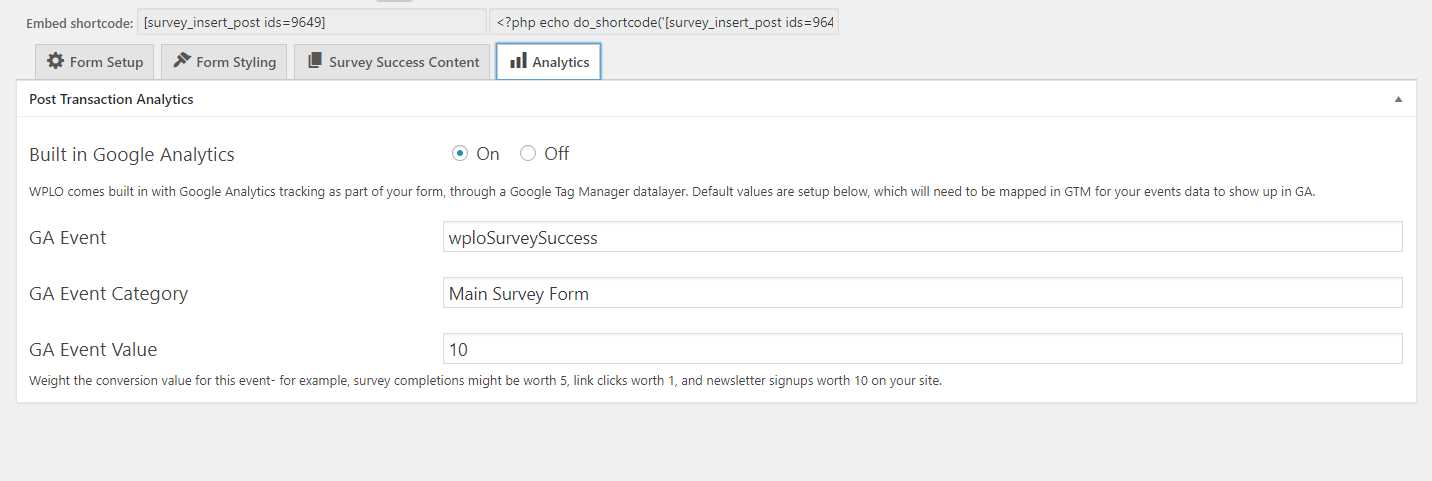 Embed shortcode: [survey_insert_post ids=9649] <?php echo do_shortcode('[survey_insert_post ids=964
Form Setup Form Styling Survey Success Content Analytics
Post Transaction Analytics
Built in Google Analytics On Off
WPLO comes built in with Google Analytics tracking as part of your form, through a Google Tag Manager datalayer. Default values are setup below, which will need to be mapped in GTM for your events data to show up in GA.
GA Event wploSurveySuccess
GA Event Category Main Survey Form
GA Event Value 10
Weight the conversion value for this event- for example, survey completions might be worth 5, link clicks worth 1, and newsletter signups worth 10 on your site.